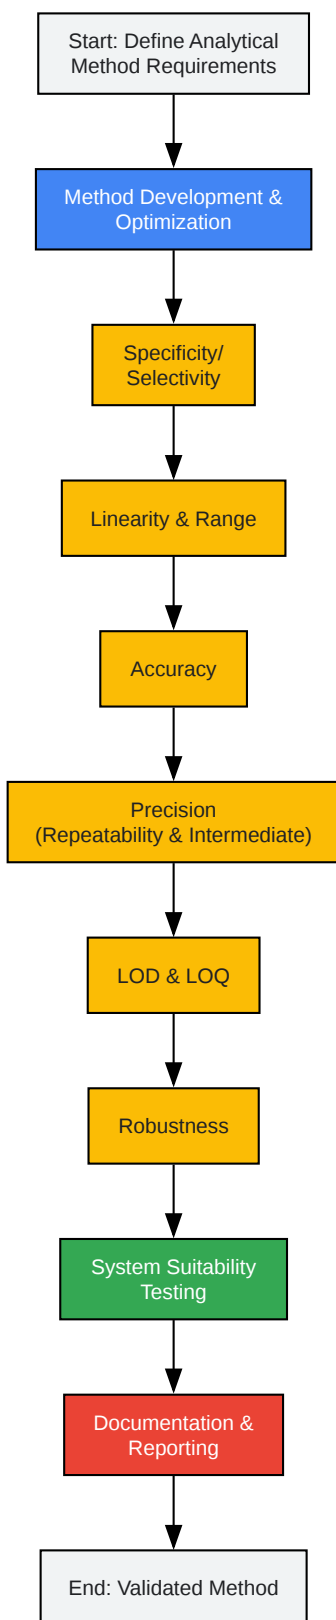 Start: Define Analytical
Method Requirements
Method Development &
Optimization
Specificity/
Selectivity
Linearity & Range
Accuracy
Precision
(Repeatability & Intermediate)
LOD & LOQ
Robustness
System Suitability
Testing
Documentation &
Reporting
End: Validated Method